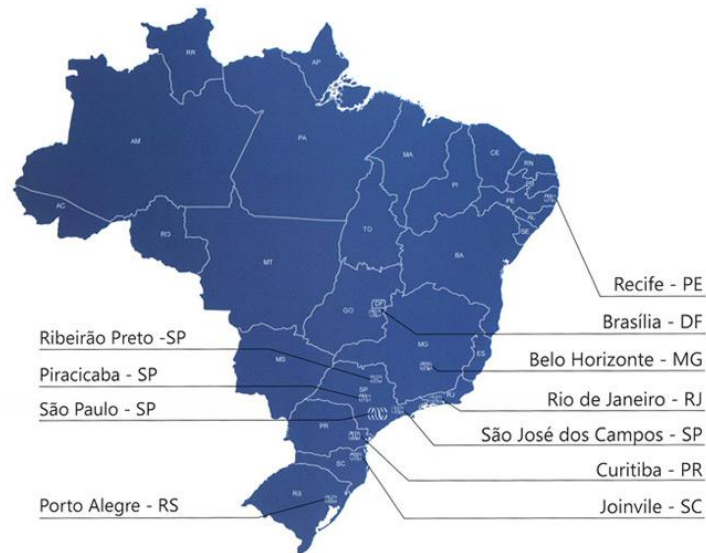 RR
AP
AM
PA
MA
CE
RN
PI
PE
AL
SE
AC
RO
TO
BA
MT
Recife - PE
DF
GO
Brasília - DF
MG
Ribeirão Preto -SP
MS
ES
Belo Horizonte - MG
Piracicaba - SP
SP
RJ
Rio de Janeiro - RJ
São Paulo - SP
PR
São José dos Campos - SP
SC
Curitiba - PR
RS
Porto Alegre - RS
Joinvile - SC